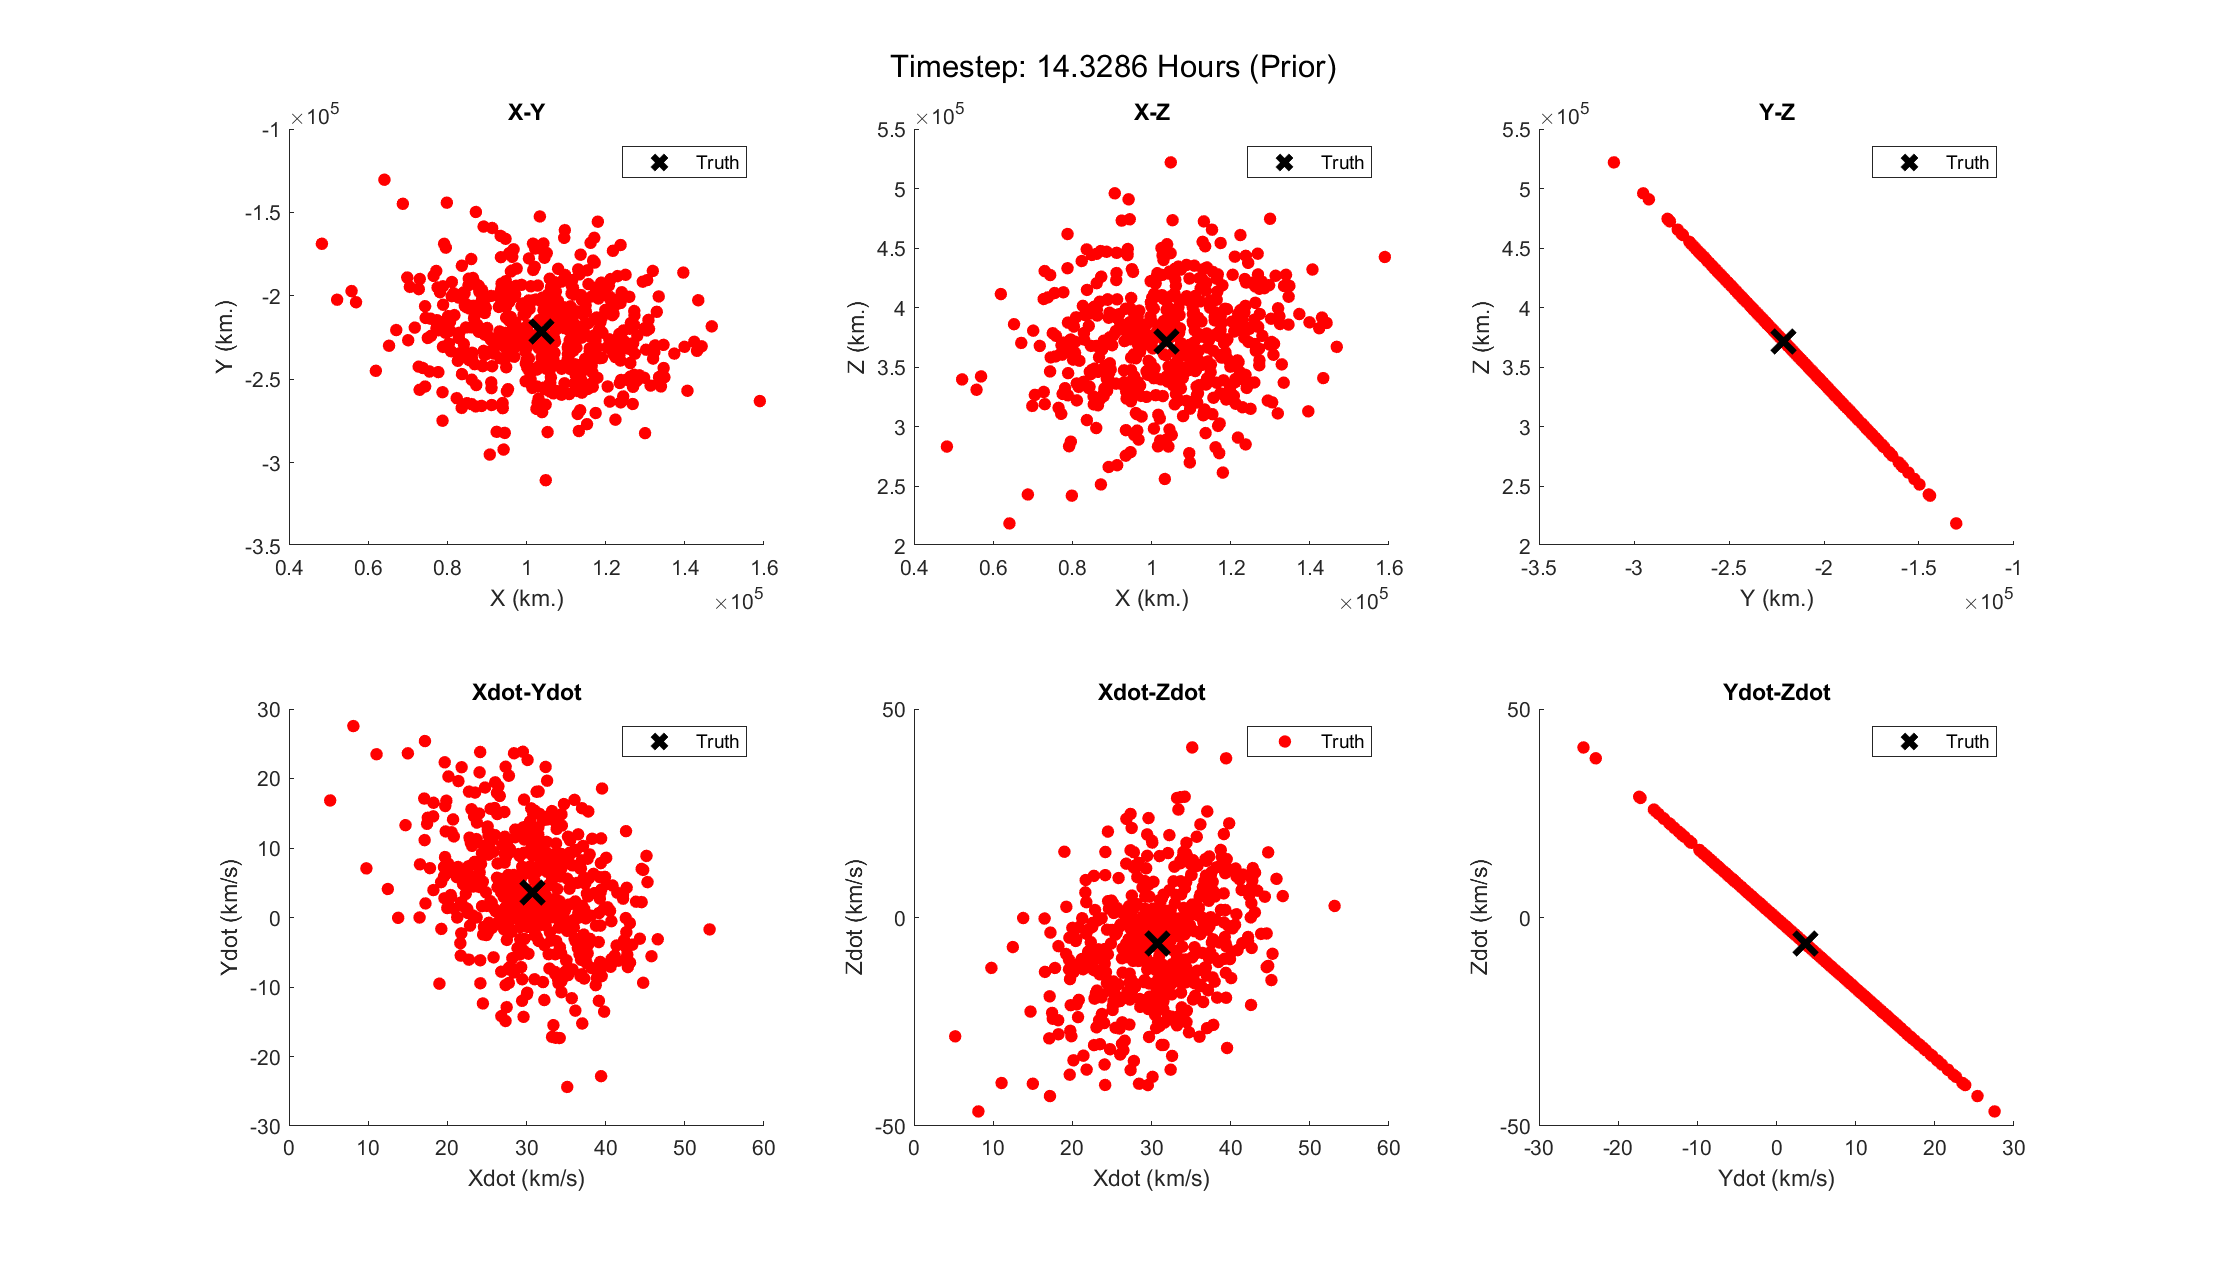 Timestep: 14.3286 Hours (Prior)
X-Y
×10^5
-1
-1.5
-2
-2.5
-3
-3.5
Y (km.)
Truth
0.4 0.6 0.8 1 1.2 1.4 1.6
X (km.)
×10^5
X-Z
×10^5
5.5
5
4.5
4
3.5
3
2.5
2
Z (km.)
Truth
0.4 0.6 0.8 1 1.2 1.4 1.6
X (km.)
×10^5
Y-Z
×10^5
5.5
5
4.5
4
3.5
3
2.5
2
Z (km.)
Truth
-3.5 -3 -2.5 -2 -1.5 -1
Y (km.)
×10^5
Xdot-Ydot
30
20
10
0
-10
-20
-30
Ydot (km/s)
Truth
0 10 20 30 40 50 60
Xdot (km/s)
Xdot-Zdot
50
0
-50
Zdot (km/s)
Truth
0 10 20 30 40 50 60
Xdot (km/s)
Ydot-Zdot
50
0
-50
Zdot (km/s)
Truth
-30 -20 -10 0 10 20 30
Ydot (km/s)